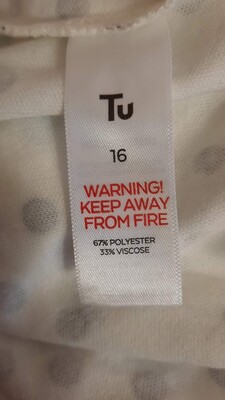 Tu
16
WARNING!
KEEP AWAY
FROM FIRE
67% POLYESTER
33% VISCOSE